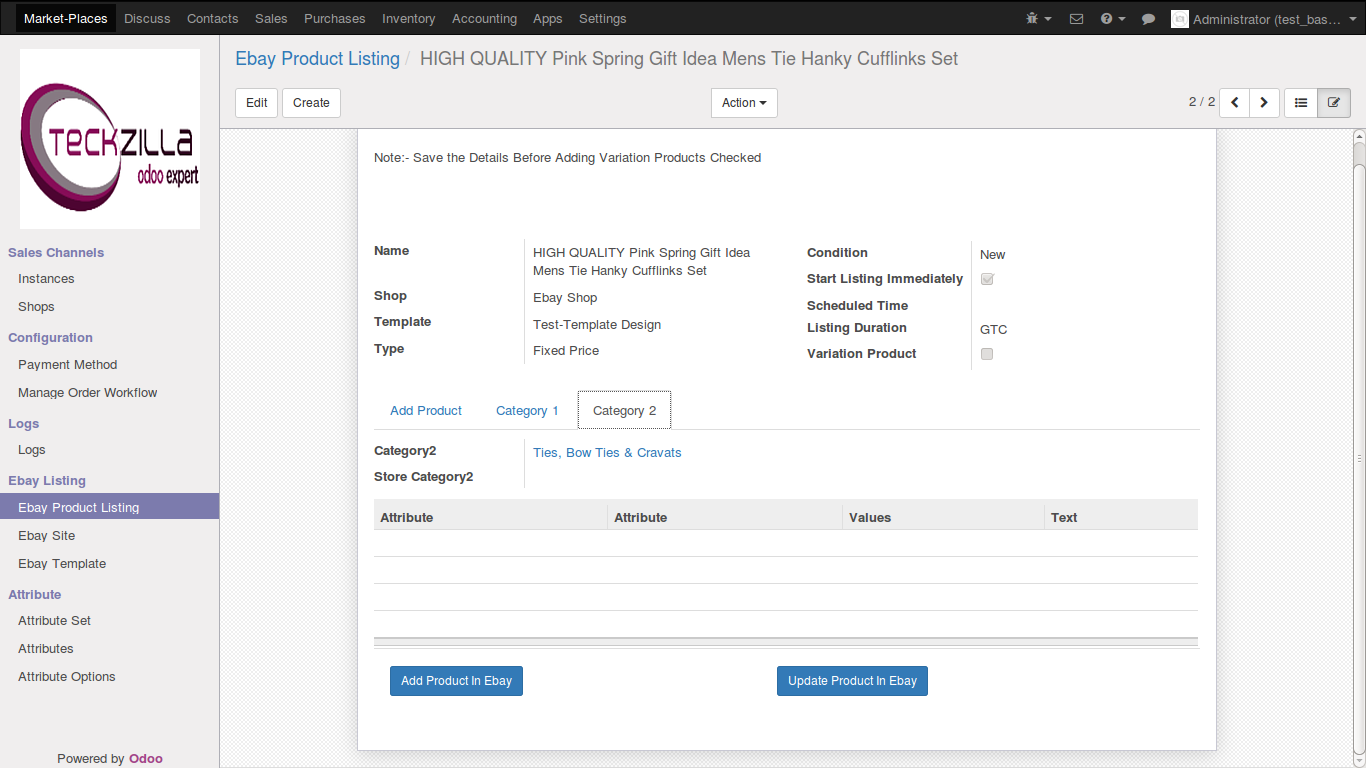 Market-Places Discuss Contacts Sales Purchases Inventory Accounting Apps Settings Administrator (test_bas…
TECKZILLA
odoo expert
Sales Channels
Instances
Shops
Configuration
Payment Method
Manage Order Workflow
Logs
Logs
Ebay Listing
Ebay Product Listing
Ebay Site
Ebay Template
Attribute
Attribute Set
Attributes
Attribute Options
Powered by Odoo
Ebay Product Listing / HIGH QUALITY Pink Spring Gift Idea Mens Tie Hanky Cufflinks Set
Edit Create Action 2 / 2
Note:- Save the Details Before Adding Variation Products Checked
Name HIGH QUALITY Pink Spring Gift Idea
Mens Tie Hanky Cufflinks Set
Shop Ebay Shop
Template Test-Template Design
Type Fixed Price
Condition New
Start Listing Immediately
Scheduled Time
Listing Duration GTC
Variation Product
Add Product Category 1 Category 2
Category2 Ties, Bow Ties & Cravats
Store Category2
Attribute Attribute Values Text
Add Product In Ebay Update Product In Ebay